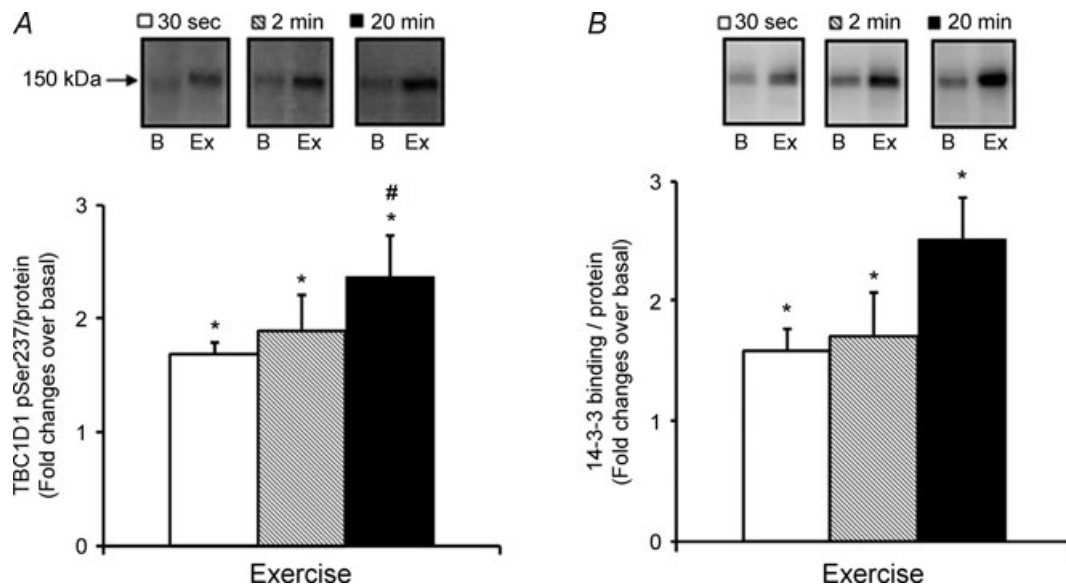 A
□ 30 sec ▨ 2 min ■ 20 min
150 kDa
B Ex B Ex B Ex
#
*
*
*
3
2
1
0
TBC1D1 pSer237/protein
(Fold changes over basal)
Exercise
B
□ 30 sec ▨ 2 min ■ 20 min
B Ex B Ex B Ex
*
*
*
3
2
1
0
14-3-3 binding / protein
(Fold changes over basal)
Exercise